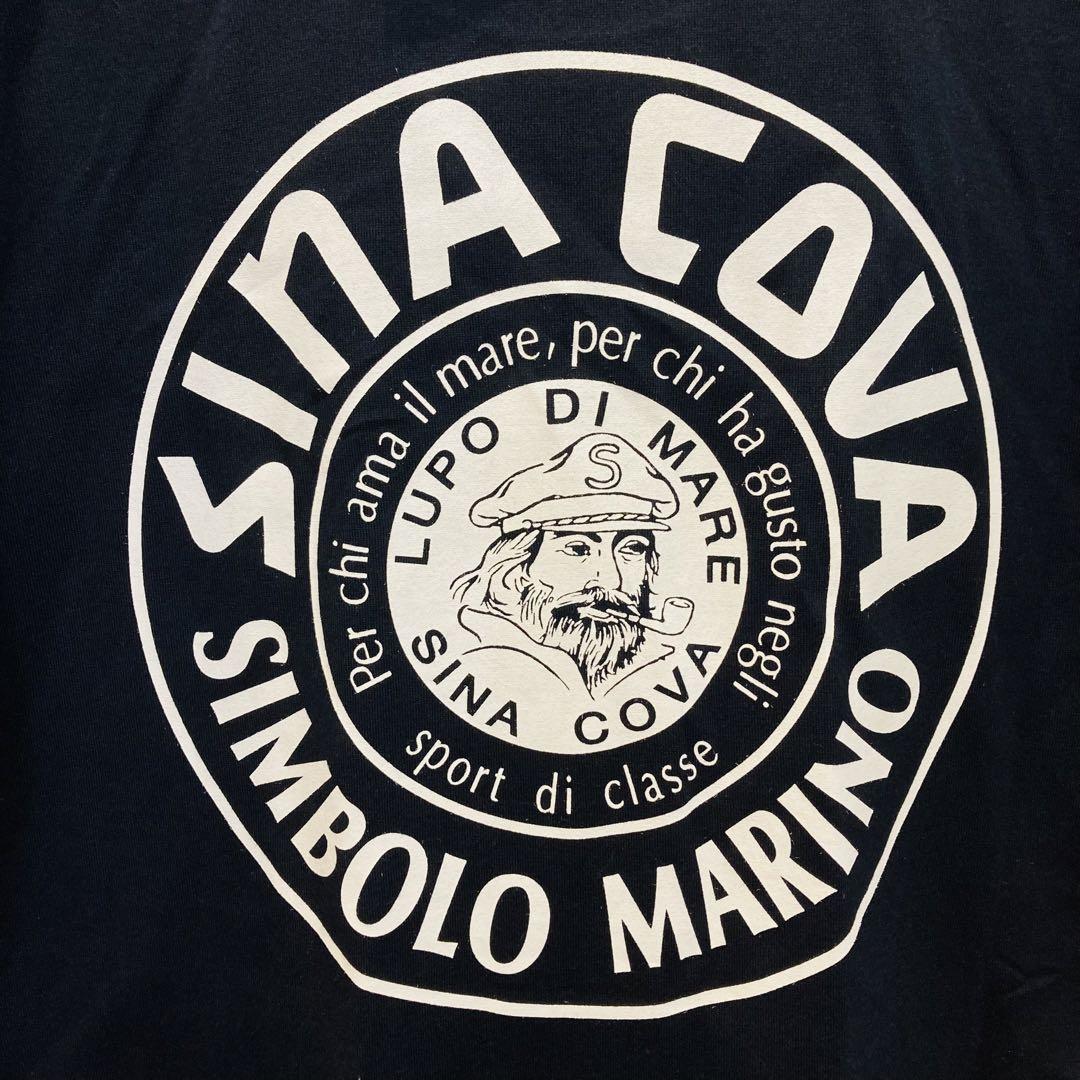 SINA COVA
Per chi ama il mare, per chi ha gusto negli
sport di classe
LUPO DI MARE
S
SINA COVA
SIMBOLO MARINO